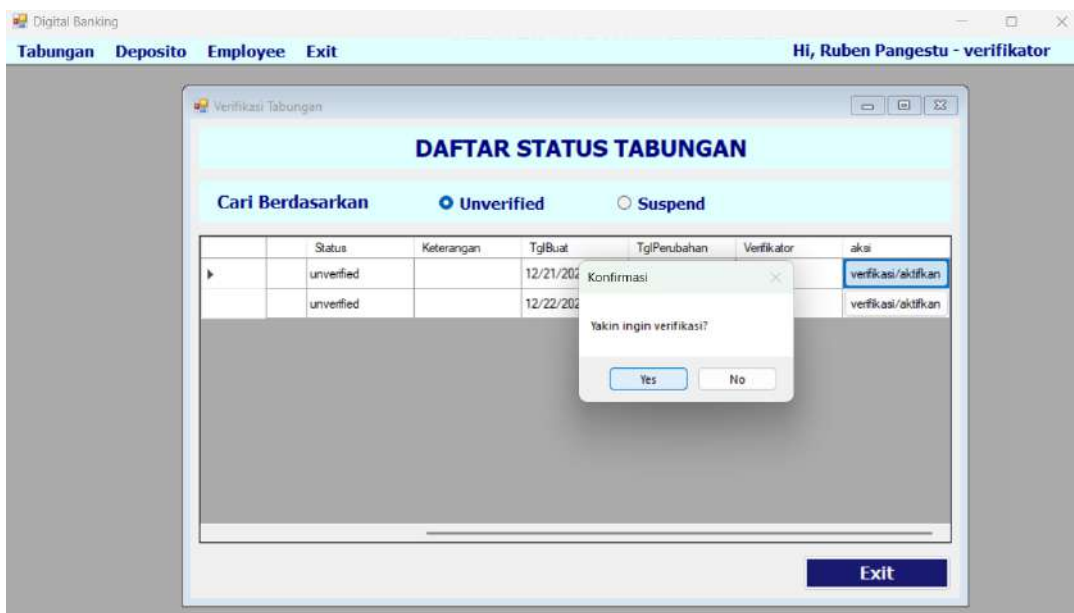 Digital Banking
Tabungan Deposito Employee Exit Hi, Ruben Pangestu - verifikator
Verifikasi Tabungan
DAFTAR STATUS TABUNGAN
Cari Berdasarkan Unverified Suspend
Status Keterangan TglBuat TglPerubahan Verifikator aksi
unverified 12/21/202 verifikasi/aktifkan
unverified 12/22/202 verifikasi/aktifkan
Konfirmasi
Yakin ingin verifikasi?
Yes No
Exit